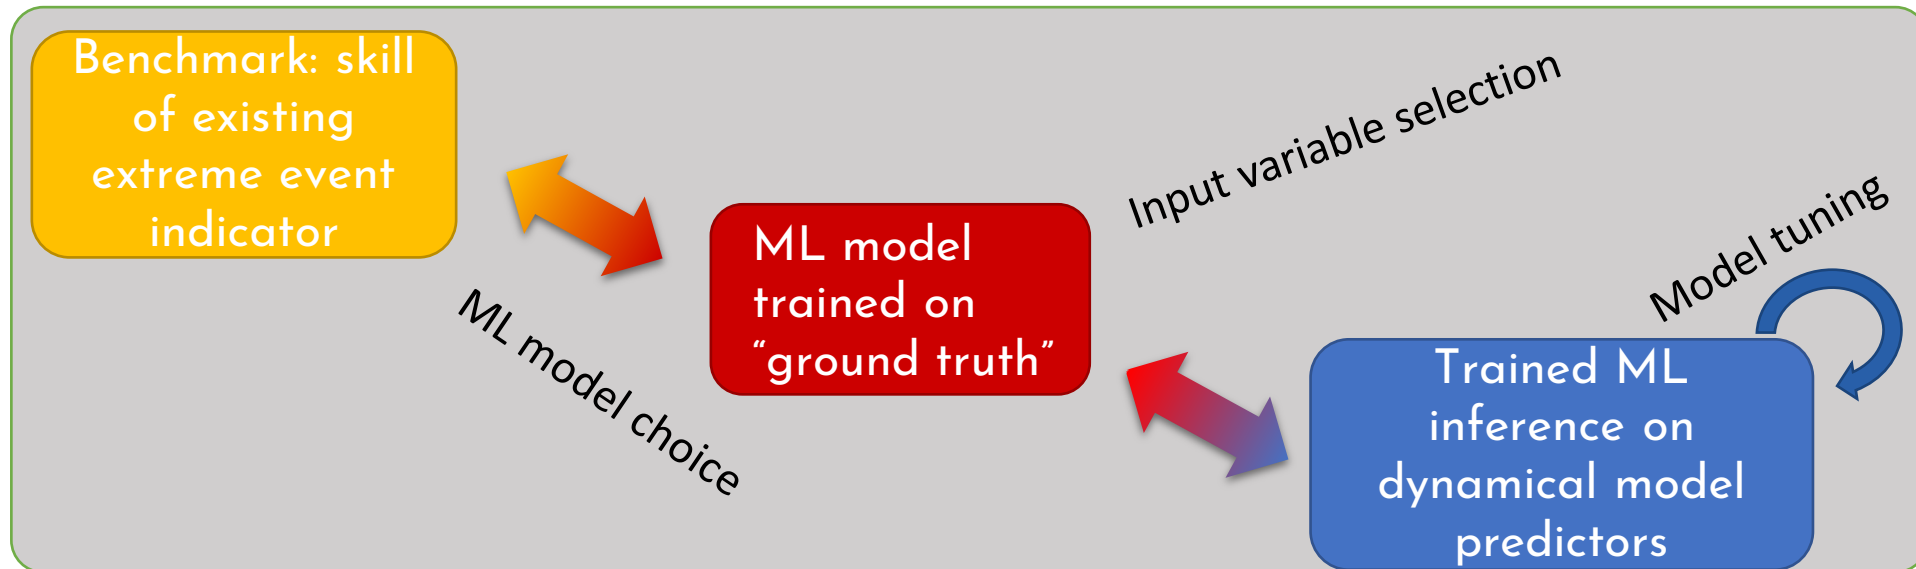 Benchmark: skill
of existing
extreme event
indicator
ML model choice
ML model
trained on
“ground truth”
Input variable selection
Model tuning
Trained ML
inference on
dynamical model
predictors